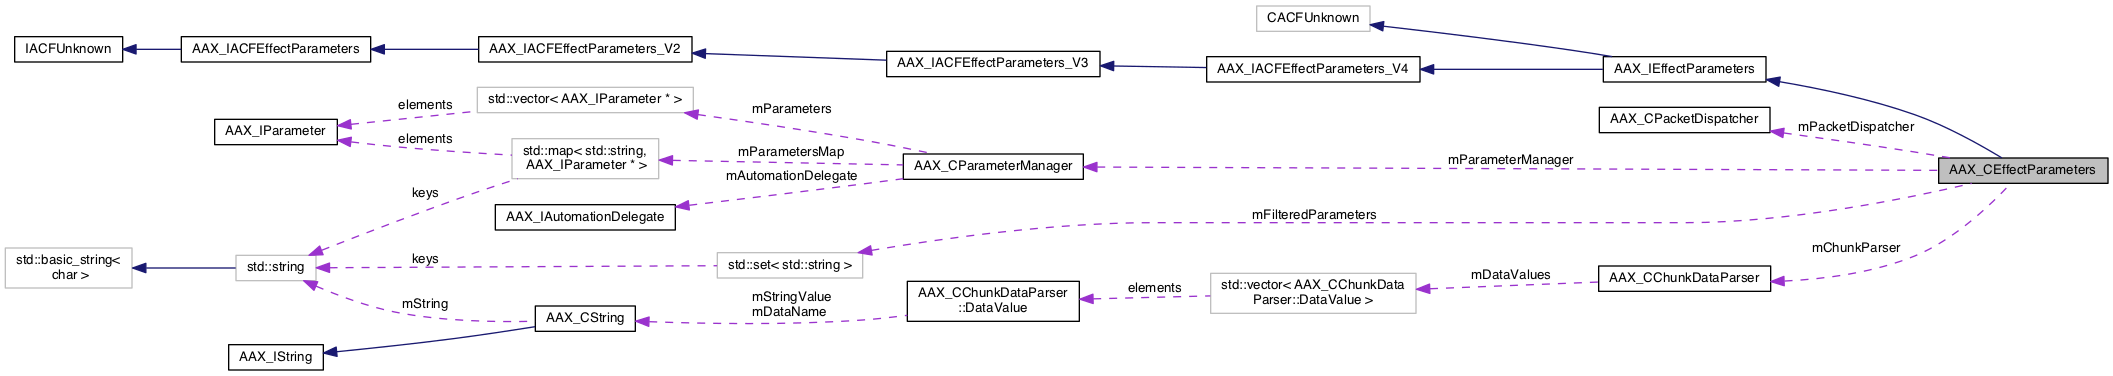 CACFUnknown
IACFUnknown
AAX_IACFEffectParameters
AAX_IACFEffectParameters_V2
AAX_IACFEffectParameters_V3
AAX_IACFEffectParameters_V4
AAX_IEffectParameters
std::vector< AAX_IParameter * >
elements
mParameters
AAX_CPacketDispatcher
mPacketDispatcher
AAX_IParameter
elements
std::map< std::string,
AAX_IParameter * >
mParametersMap
AAX_CParameterManager
mParameterManager
AAX_CEffectParameters
mAutomationDelegate
keys
AAX_IAutomationDelegate
mFilteredParameters
mChunkParser
std::basic_string<
char >
std::string
keys
std::set< std::string >
AAX_CChunkDataParser
mDataValues
std::vector< AAX_CChunkData
Parser::DataValue >
elements
AAX_CChunkDataParser
::DataValue
mStringValue
mDataName
mString
AAX_CString
AAX_IString